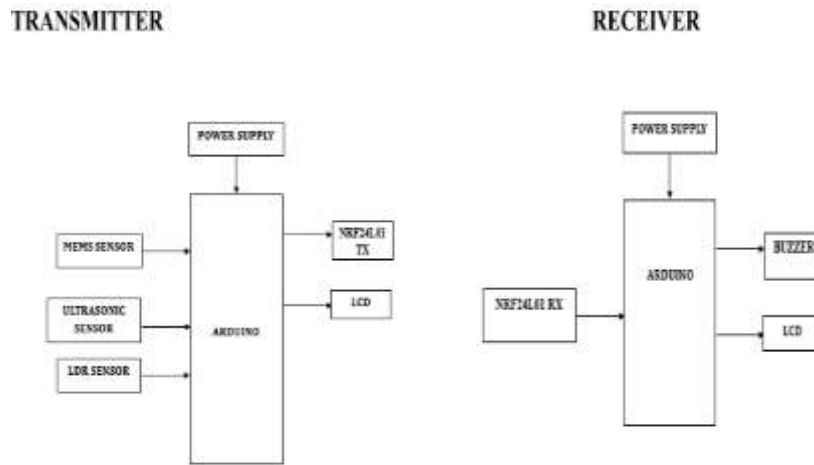 TRANSMITTER
POWER SUPPLY
MEMS SENSOR
ULTRASONIC
SENSOR
LDR SENSOR
ARDUINO
NRF24L01
TX
LCD
RECEIVER
POWER SUPPLY
NRF24L01 RX
ARDUINO
BUZZER
LCD